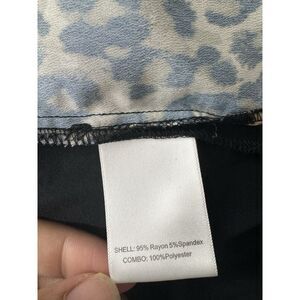 SHELL: 95% Rayon 5%Spandex
COMBO: 100%Polyester